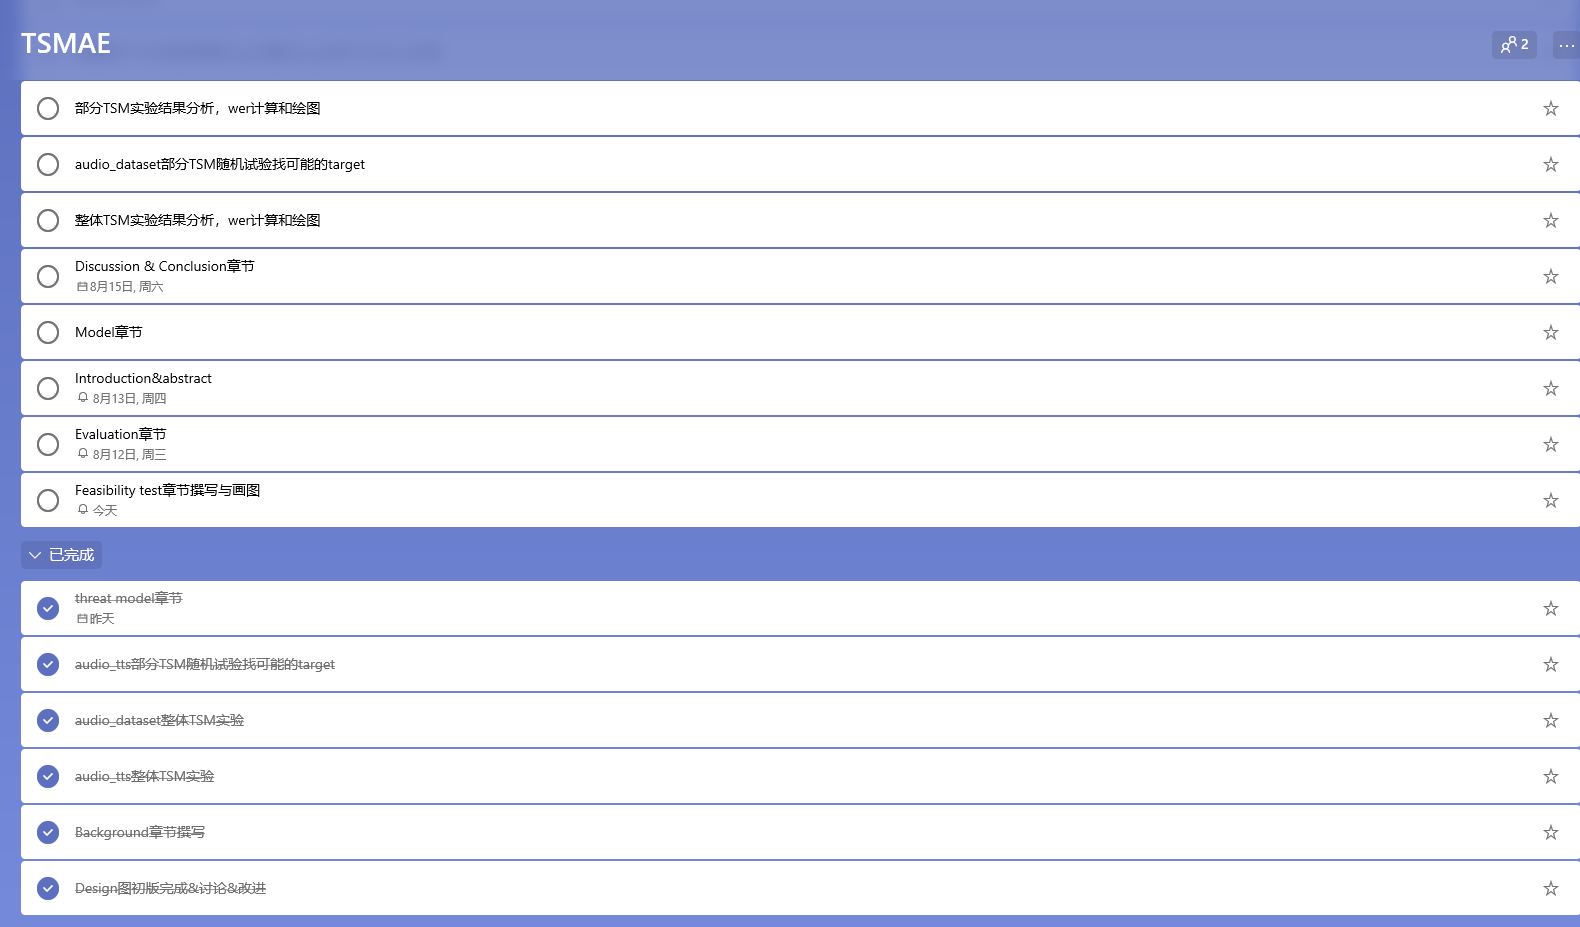 TSMAE
2
部分TSM实验结果分析，wer计算和绘图
audio_dataset部分TSM随机试验找可能的target
整体TSM实验结果分析，wer计算和绘图
Discussion & Conclusion章节
8月15日, 周六
Model章节
Introduction&abstract
8月13日, 周四
Evaluation章节
8月12日, 周三
Feasibility test章节撰写与画图
今天
已完成
threat model章节
昨天
audio_tts部分TSM随机试验找可能的target
audio_dataset整体TSM实验
audio_tts整体TSM实验
Background章节撰写
Design图初版完成&讨论&改进